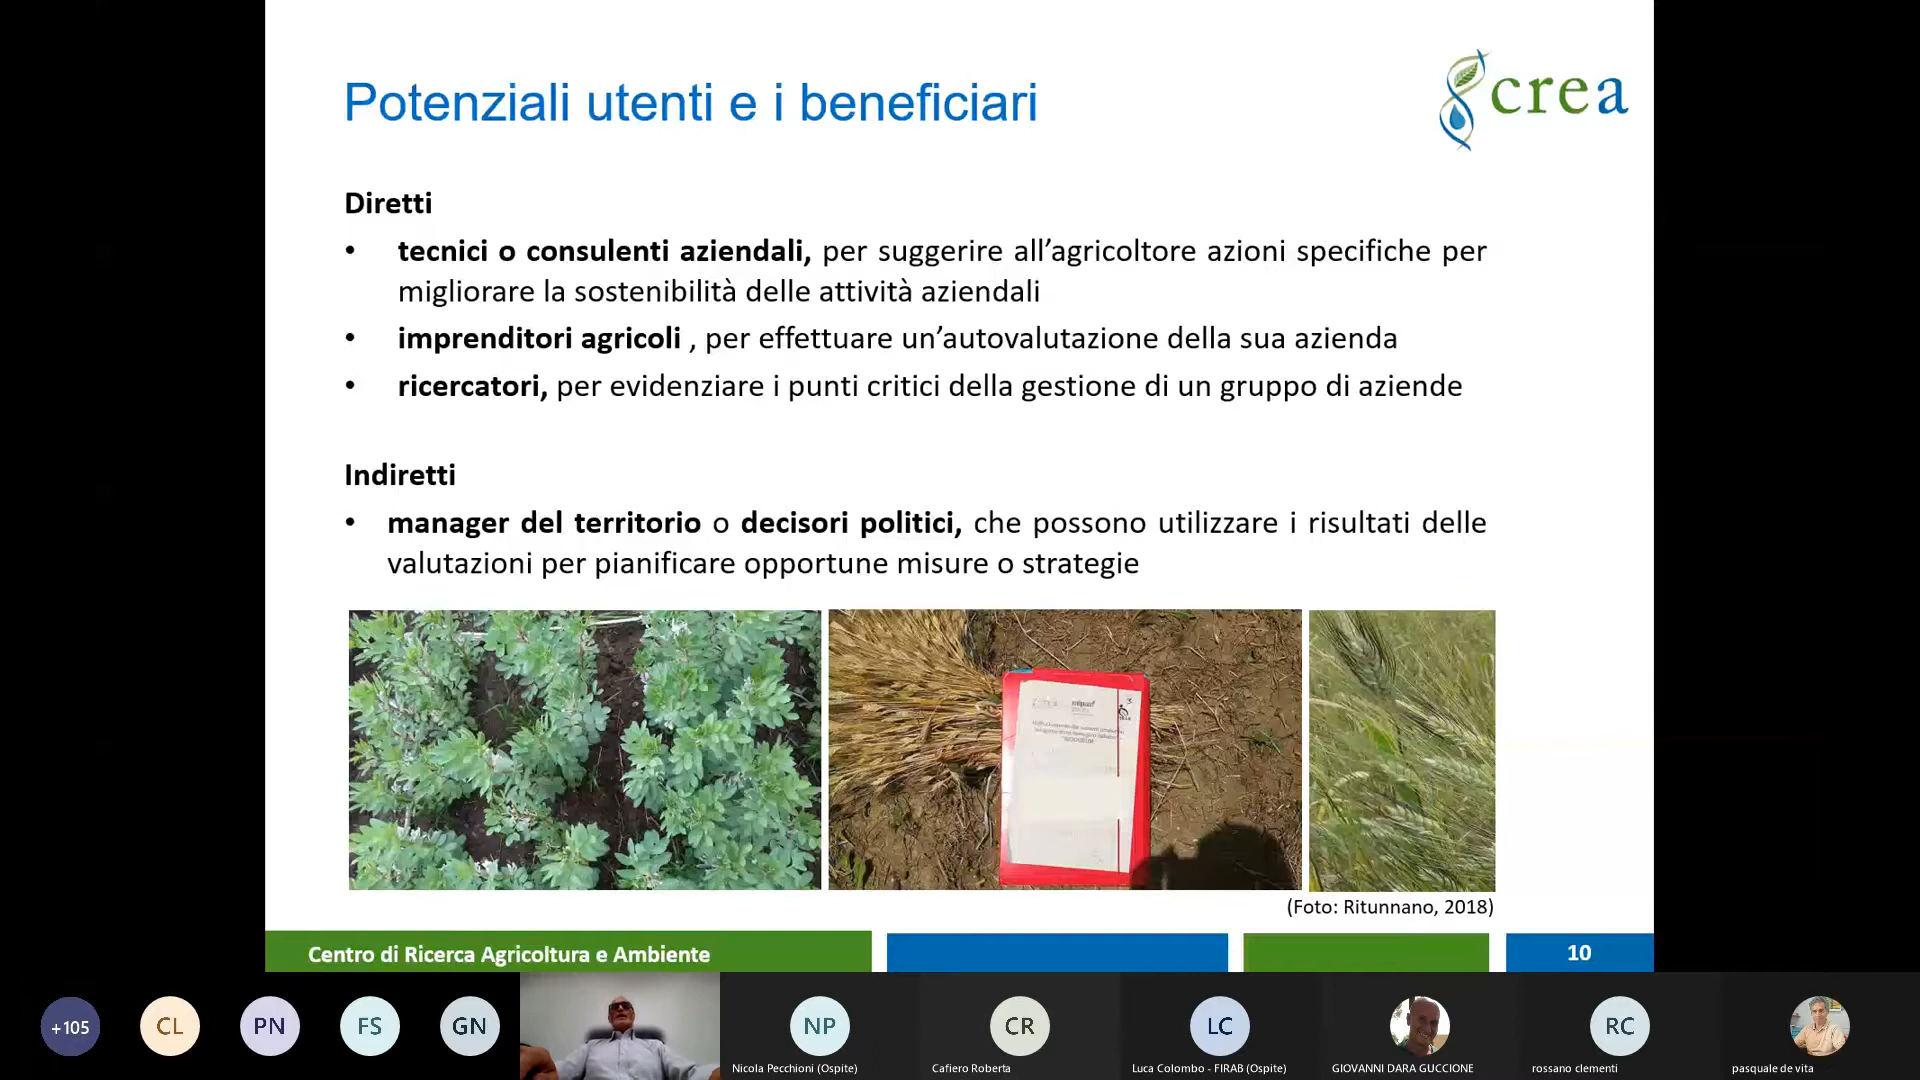 Potenziali utenti e i beneficiari
crea
Diretti
• tecnici o consulenti aziendali, per suggerire all’agricoltore azioni specifiche per
migliorare la sostenibilità delle attività aziendali
• imprenditori agricoli , per effettuare un’autovalutazione della sua azienda
• ricercatori, per evidenziare i punti critici della gestione di un gruppo di aziende
Indiretti
• manager del territorio o decisori politici, che possono utilizzare i risultati delle
valutazioni per pianificare opportune misure o strategie
(Foto: Ritunnano, 2018)
Centro di Ricerca Agricoltura e Ambiente
10
+105
CL
PN
FS
GN
NP
CR
LC
RC
Nicola Pecchioni (Ospite)
Cafiero Roberta
Luca Colombo - FIRAB (Ospite)
GIOVANNI DARA GUCCIONE
rossano clementi
pasquale de vita